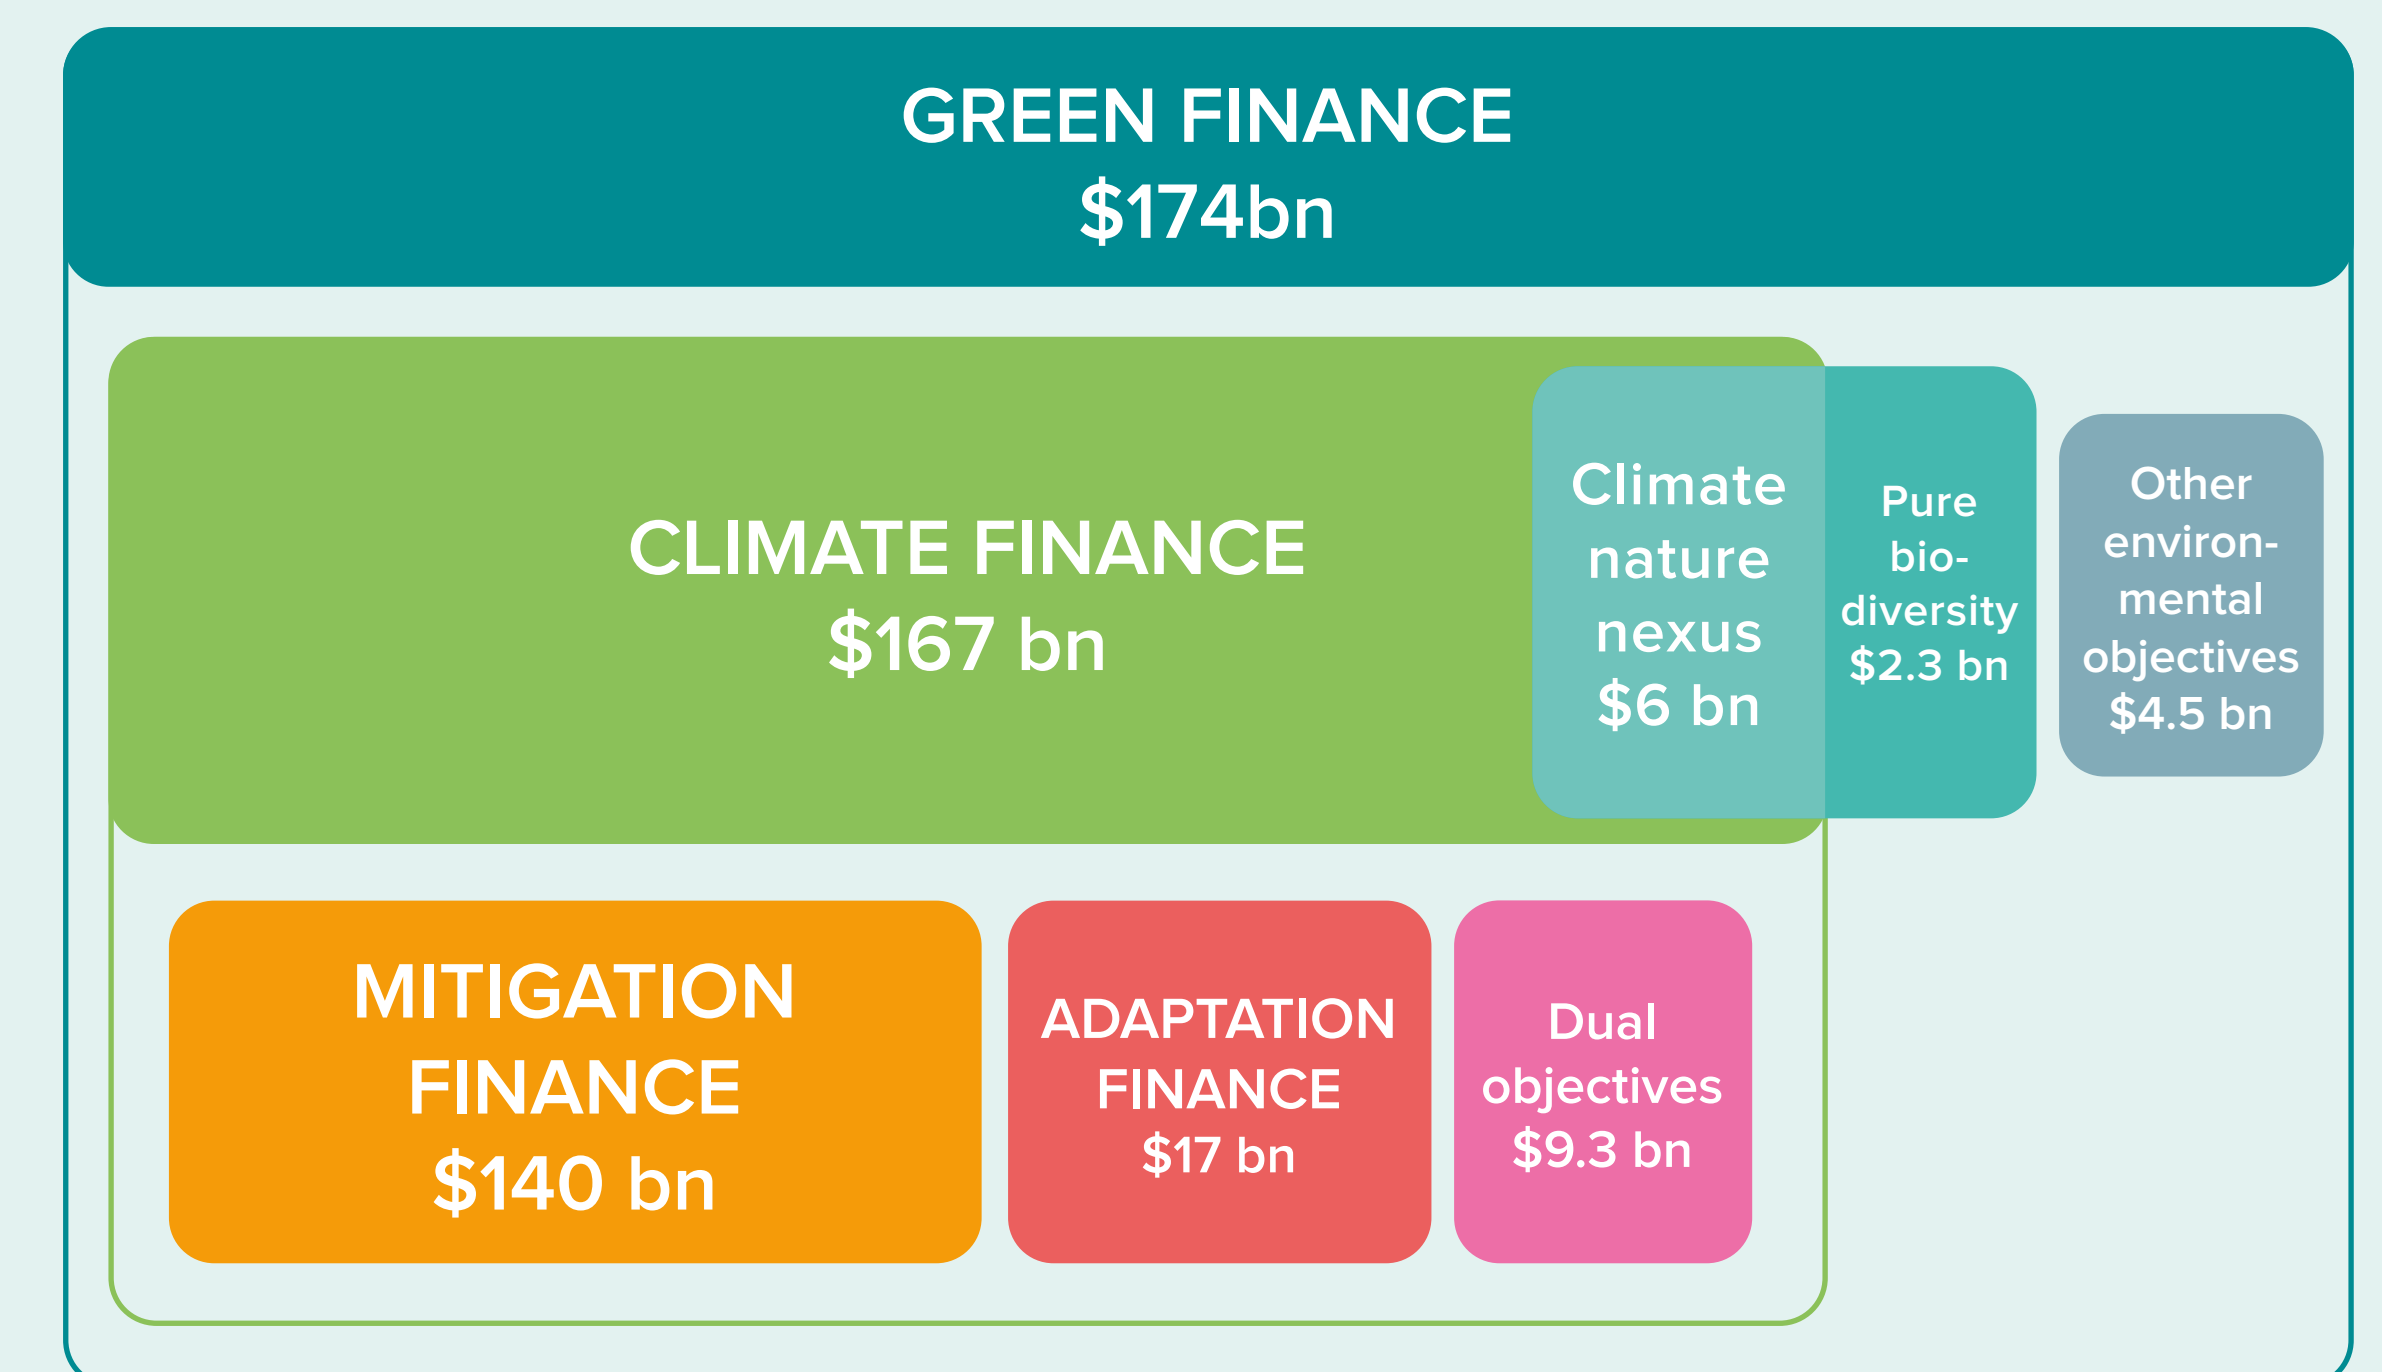 GREEN FINANCE
$174bn
CLIMATE FINANCE
$167 bn
Climate
nature
nexus
$6 bn
Pure
bio-
diversity
$2.3 bn
Other
environ-
mental
objectives
$4.5 bn
MITIGATION
FINANCE
$140 bn
ADAPTATION
FINANCE
$17 bn
Dual
objectives
$9.3 bn